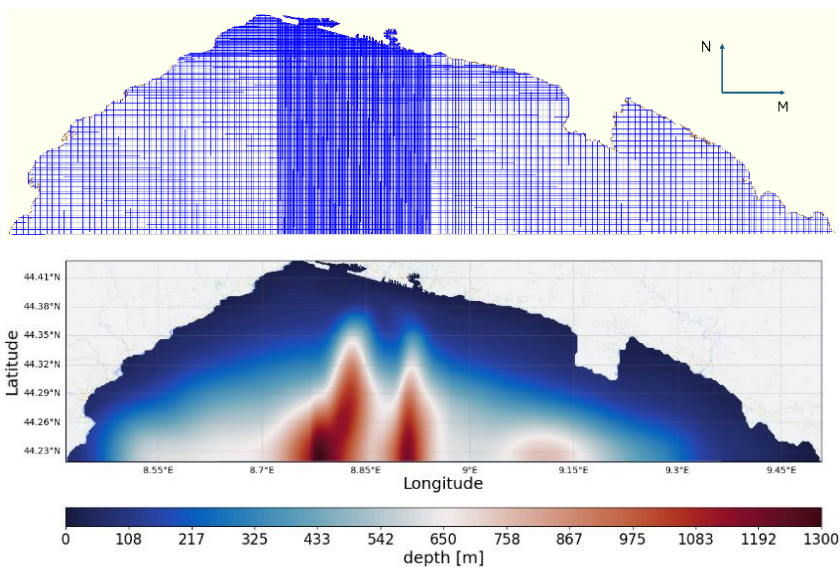 N
M
44.41°N
44.38°N
44.35°N
44.32°N
44.29°N
44.26°N
44.23°N
Latitude
8.55°E 8.7°E 8.85°E 9°E 9.15°E 9.3°E 9.45°E
Longitude
0 108 217 325 433 542 650 758 867 975 1083 1192 1300
depth [m]